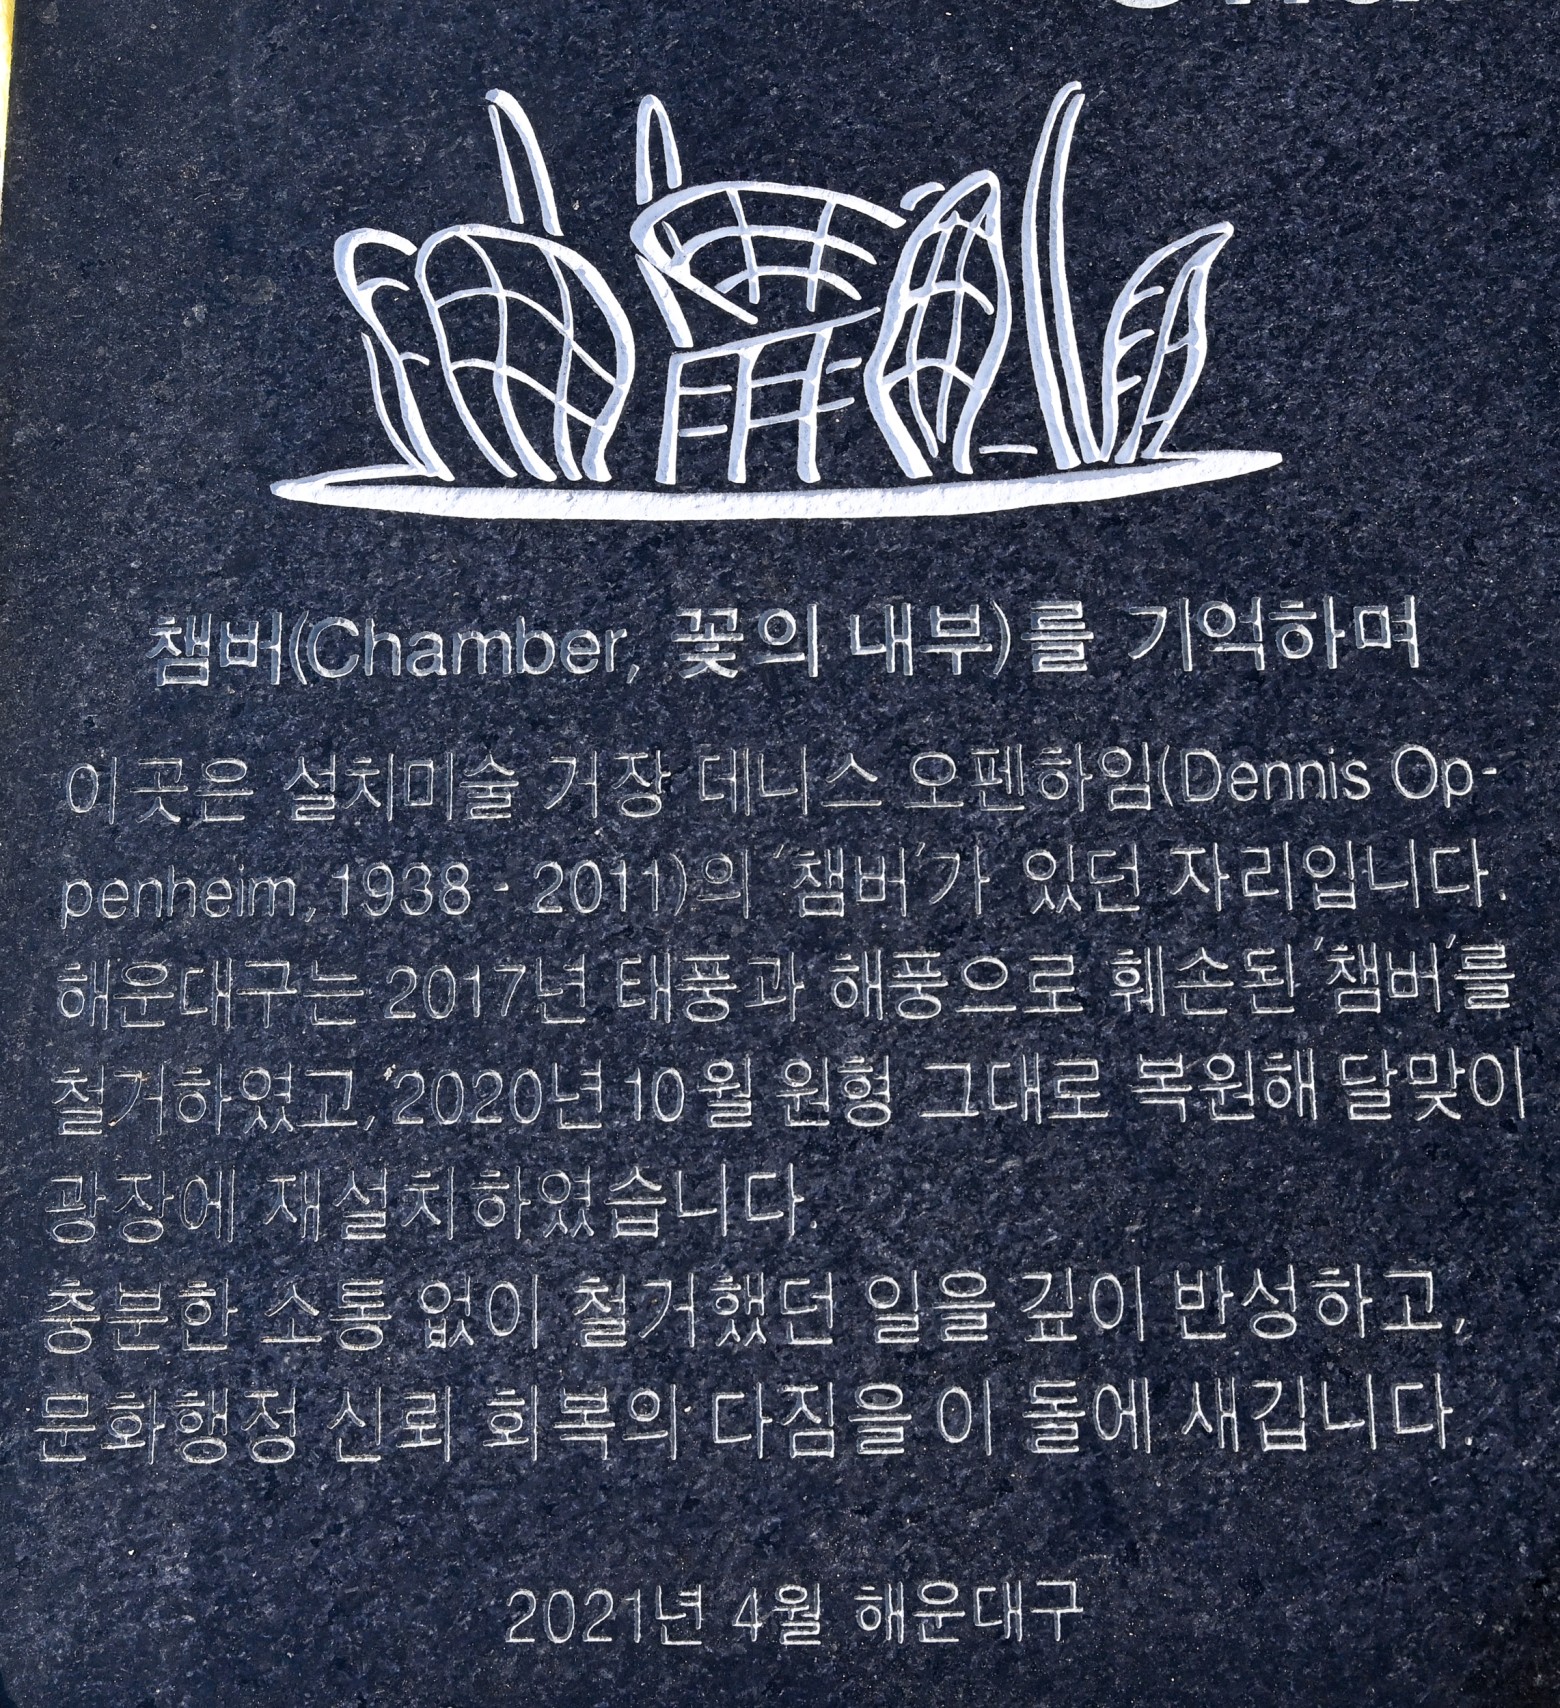 챔버(Chamber, 꽃의 내부)를 기억하며
이곳은 설치미술 거장 데니스 오펜하임(Dennis Op-
penheim, 1938 - 2011)의 '챔버'가 있던 자리입니다.
해운대구는 2017년 태풍과 해풍으로 훼손된 '챔버'를
철거하였고, 2020년 10월 원형 그대로 복원해 달맞이
광장에 재설치하였습니다.
충분한 소통 없이 철거했던 일을 깊이 반성하고,
문화행정 신뢰 회복의 다짐을 이 돌에 새깁니다.
2021년 4월 해운대구